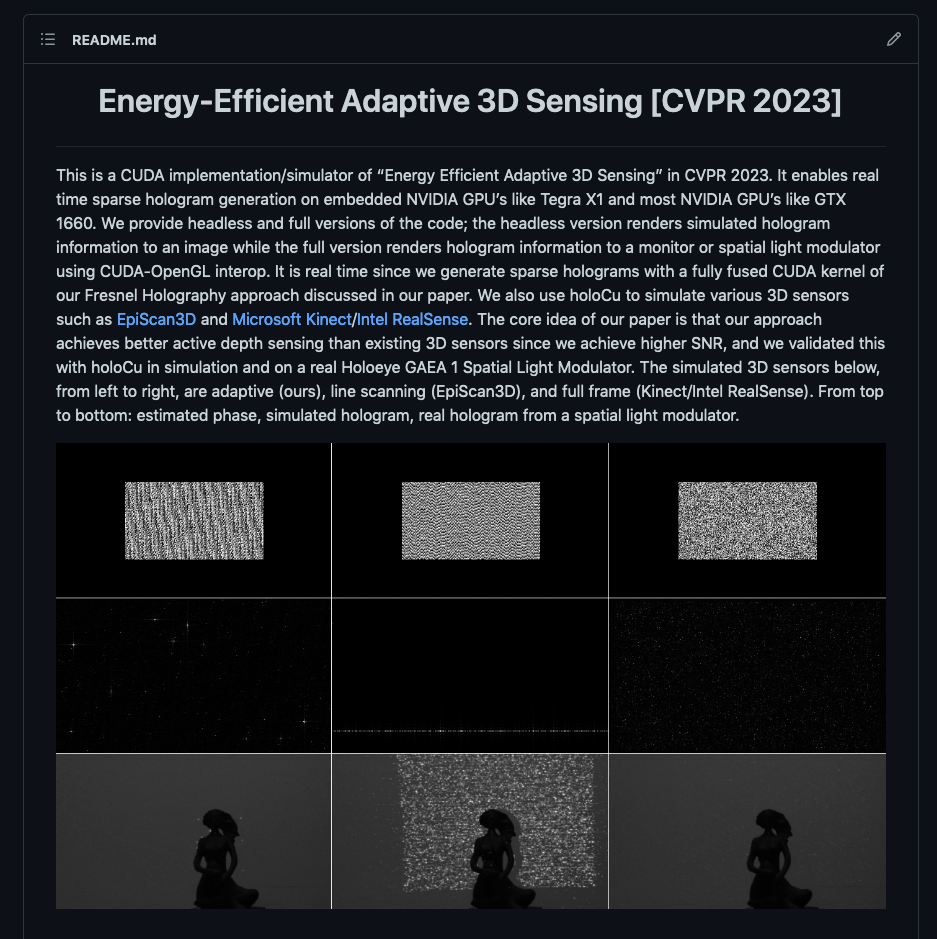 README.md
Energy-Efficient Adaptive 3D Sensing [CVPR 2023]
This is a CUDA implementation/simulator of “Energy Efficient Adaptive 3D Sensing” in CVPR 2023. It enables real
time sparse hologram generation on embedded NVIDIA GPU’s like Tegra X1 and most NVIDIA GPU’s like GTX
1660. We provide headless and full versions of the code; the headless version renders simulated hologram
information to an image while the full version renders hologram information to a monitor or spatial light modulator
using CUDA-OpenGL interop. It is real time since we generate sparse holograms with a fully fused CUDA kernel of
our Fresnel Holography approach discussed in our paper. We also use holoCu to simulate various 3D sensors
such as EpiScan3D and Microsoft Kinect/Intel RealSense. The core idea of our paper is that our approach
achieves better active depth sensing than existing 3D sensors since we achieve higher SNR, and we validated this
with holoCu in simulation and on a real Holoeye GAEA 1 Spatial Light Modulator. The simulated 3D sensors below,
from left to right, are adaptive (ours), line scanning (EpiScan3D), and full frame (Kinect/Intel RealSense). From top
to bottom: estimated phase, simulated hologram, real hologram from a spatial light modulator.